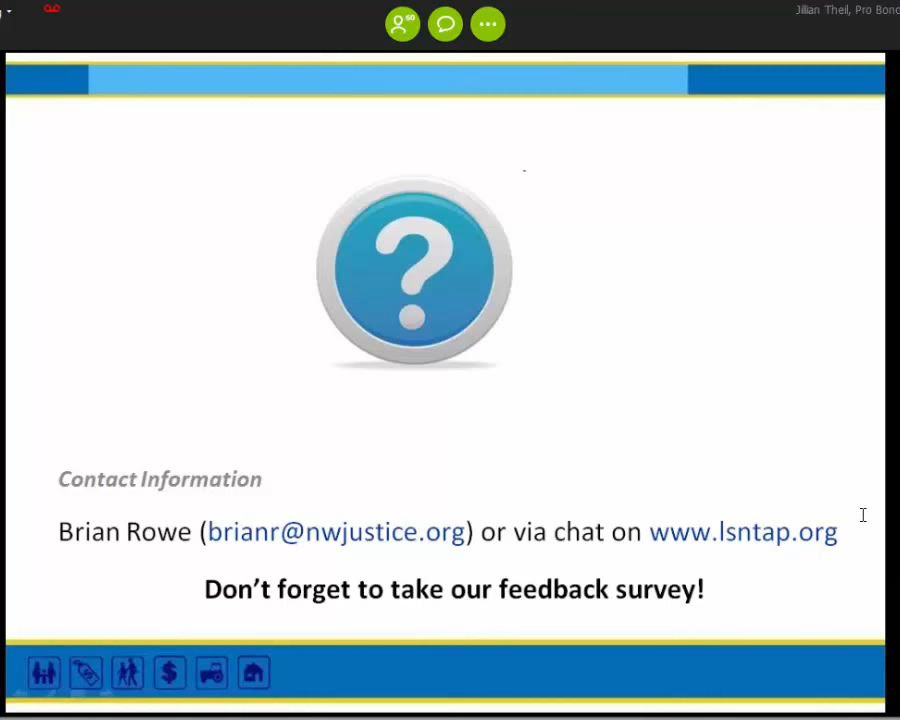 60
Jillian Theil, Pro Bono
?
Contact Information
Brian Rowe (brianr@nwjustice.org) or via chat on www.lsntap.org
Don't forget to take our feedback survey!
$